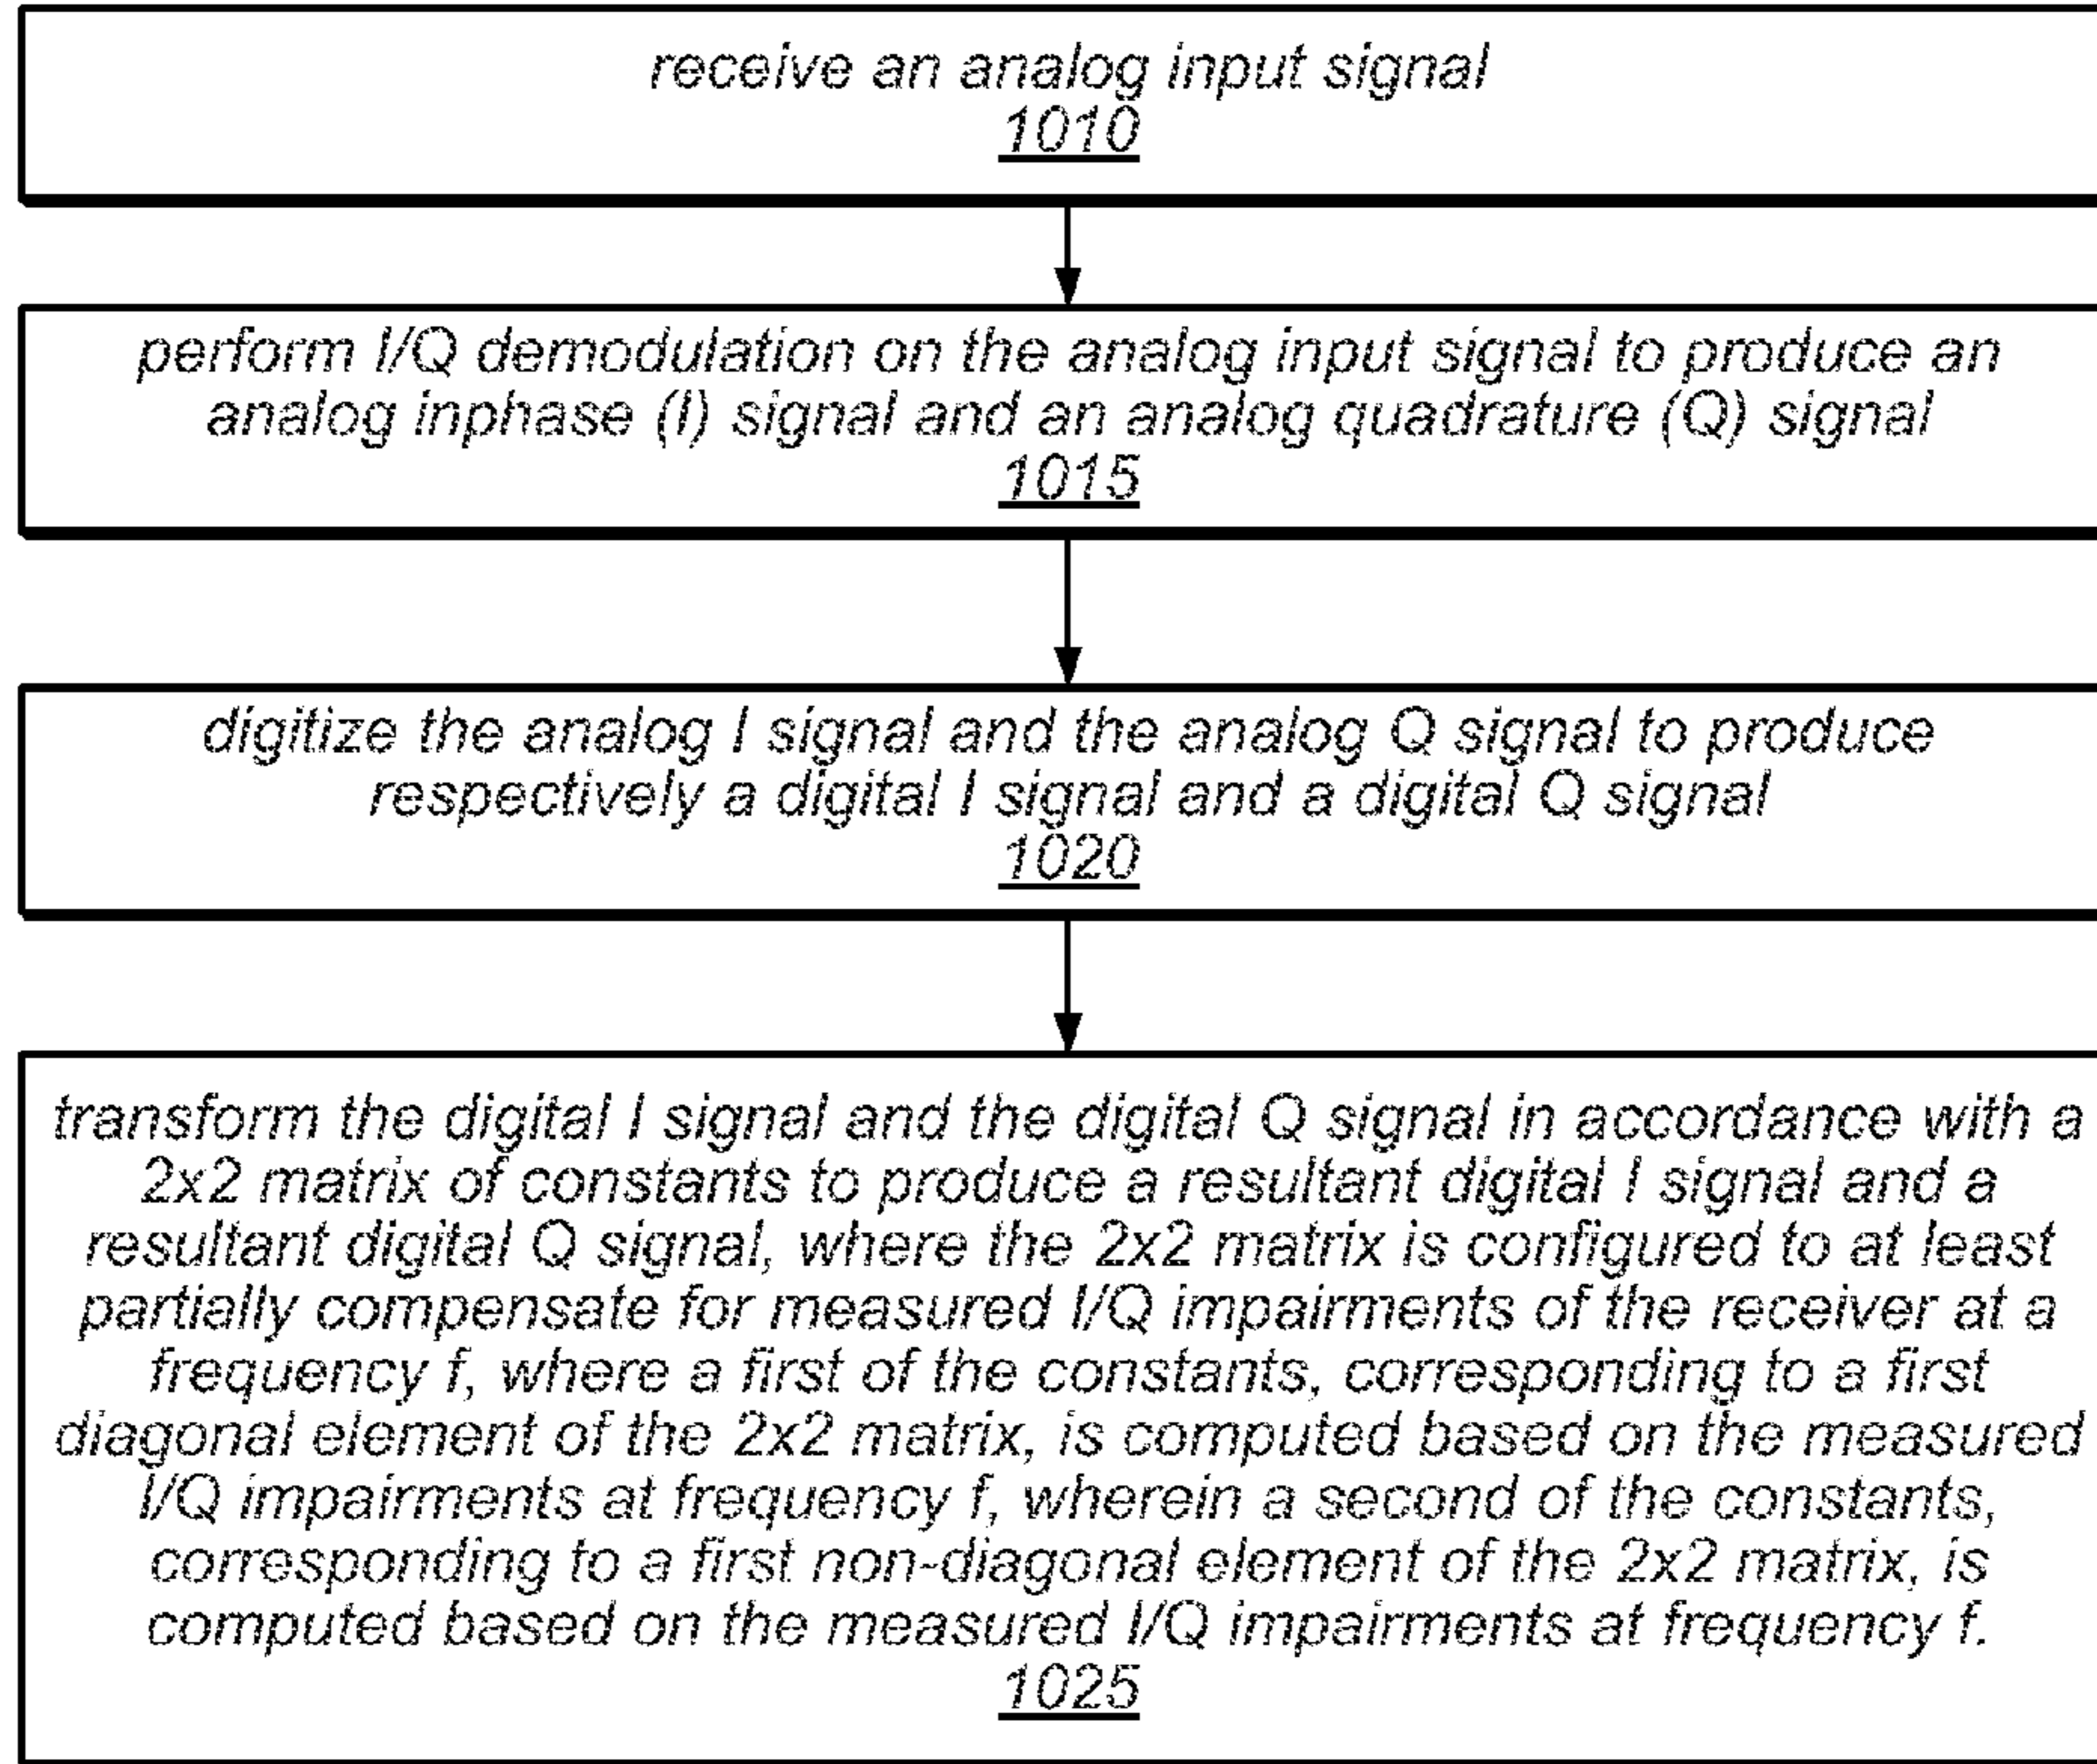 receive an analog input signal
1010
perform I/Q demodulation on the analog input signal to produce an
analog inphase (I) signal and an analog quadrature (Q) signal
1015
digitize the analog I signal and the analog Q signal to produce
respectively a digital I signal and a digital Q signal
1020
transform the digital I signal and the digital Q signal in accordance with a
2x2 matrix of constants to produce a resultant digital I signal and a
resultant digital Q signal, where the 2x2 matrix is configured to at least
partially compensate for measured I/Q impairments of the receiver at a
frequency f, where a first of the constants, corresponding to a first
diagonal element of the 2x2 matrix, is computed based on the measured
I/Q impairments at frequency f, wherein a second of the constants,
corresponding to a first non-diagonal element of the 2x2 matrix, is
computed based on the measured I/Q impairments at frequency f.
1025